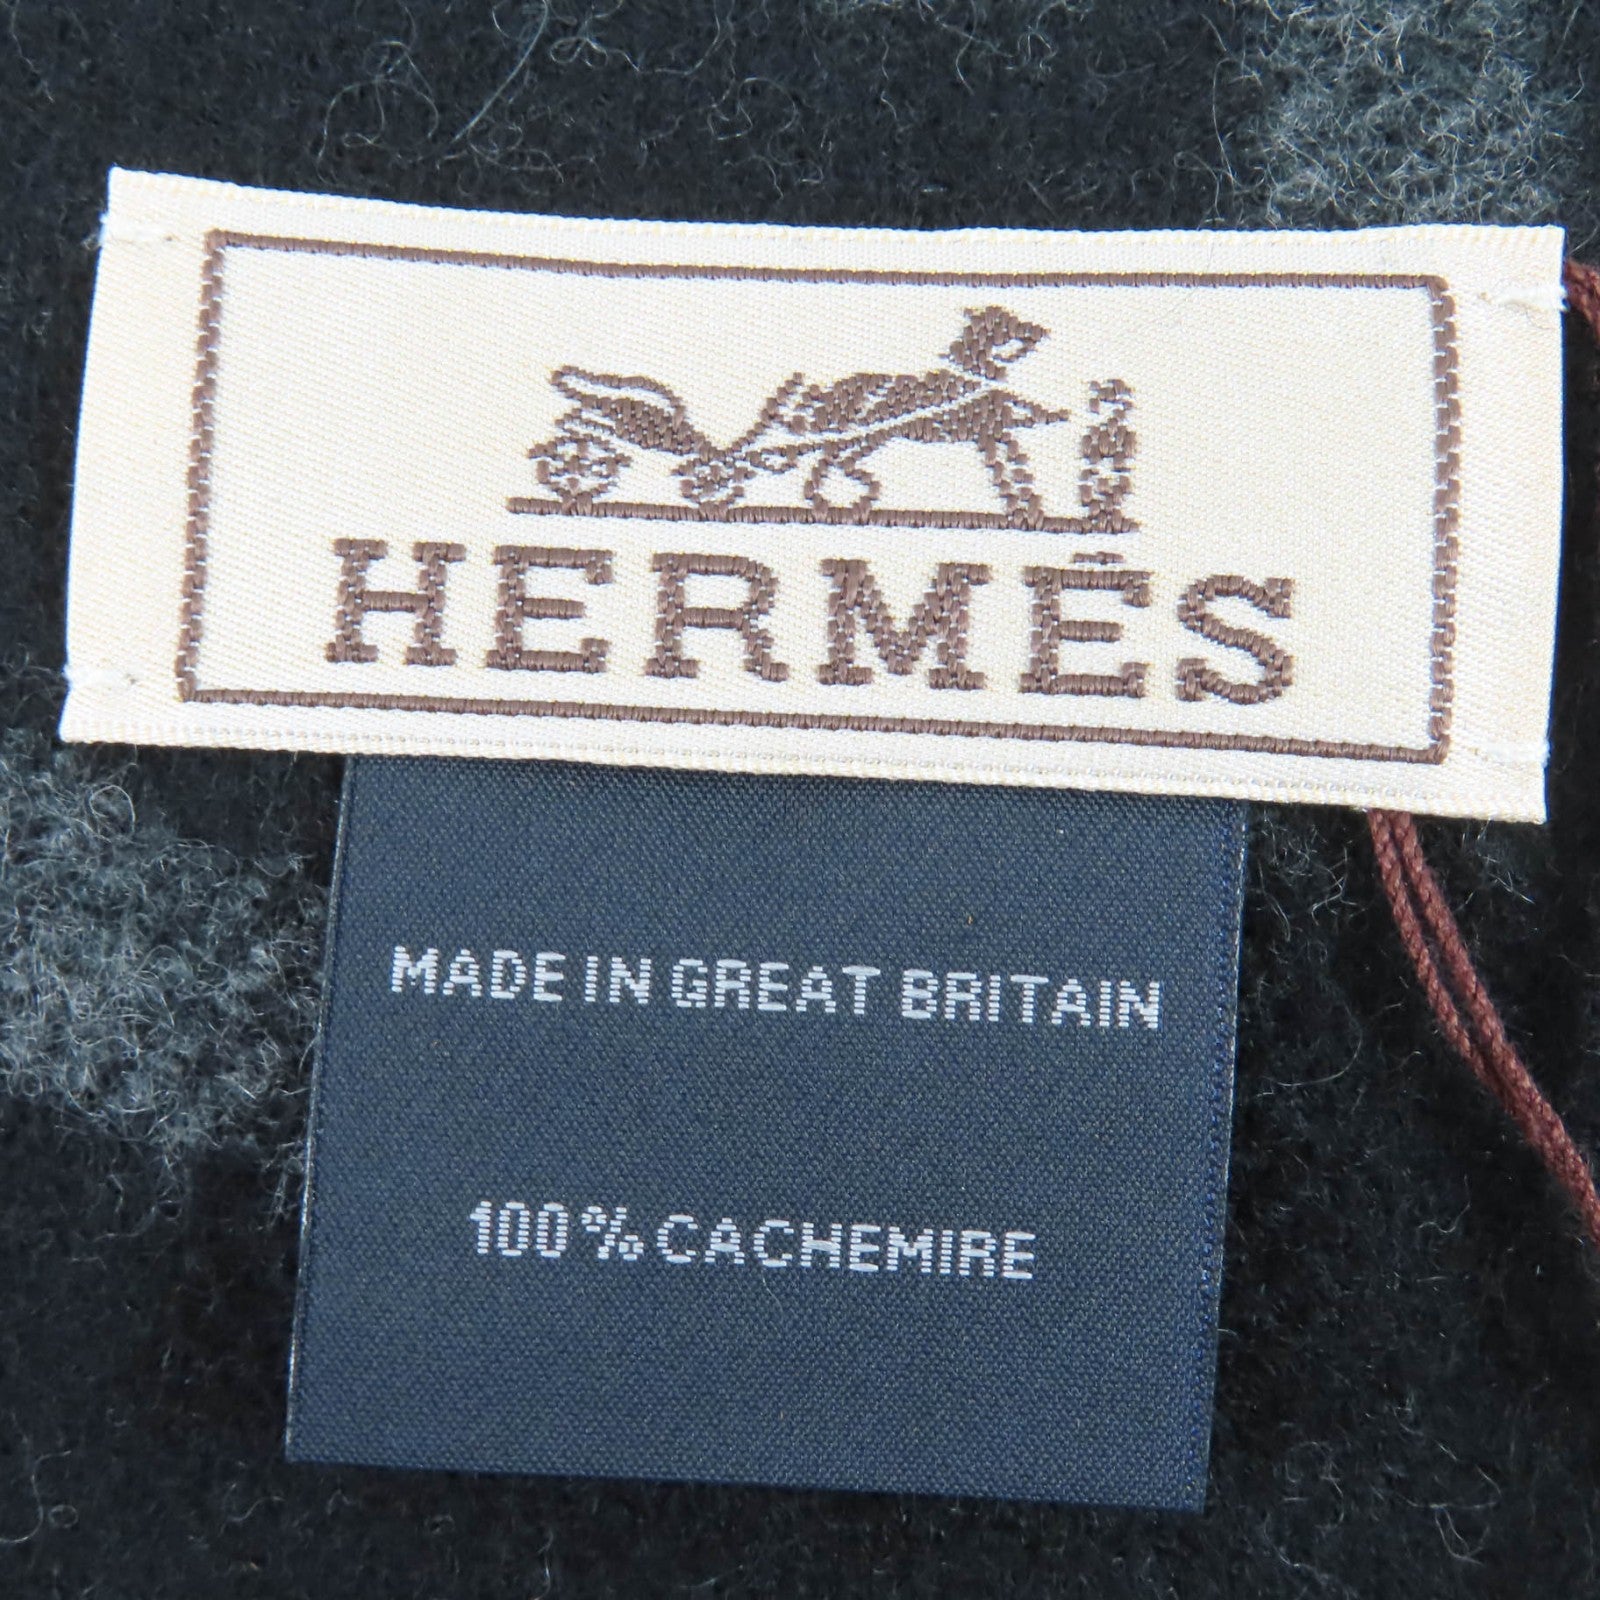 HERMÈS
MADE IN GREAT BRITAIN
100% CACHEMIRE